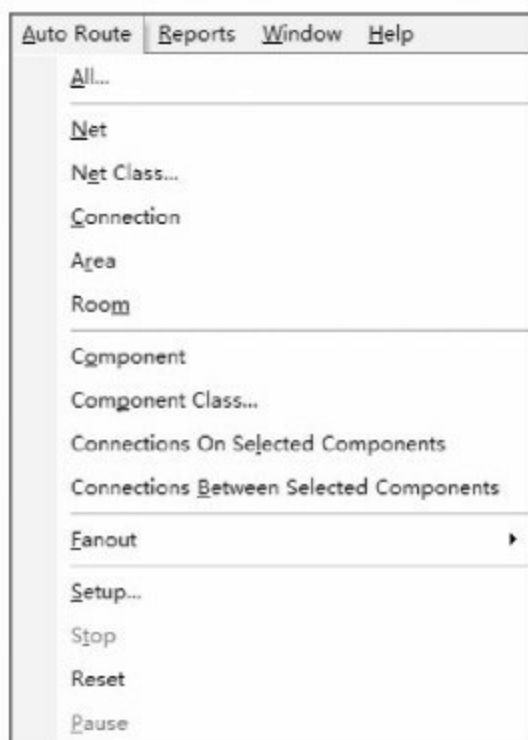 Auto Route Reports Window Help
All...
Net
Net Class...
Connection
Area
Room
Component
Component Class...
Connections On Selected Components
Connections Between Selected Components
Fanout
Setup...
Stop
Reset
Pause